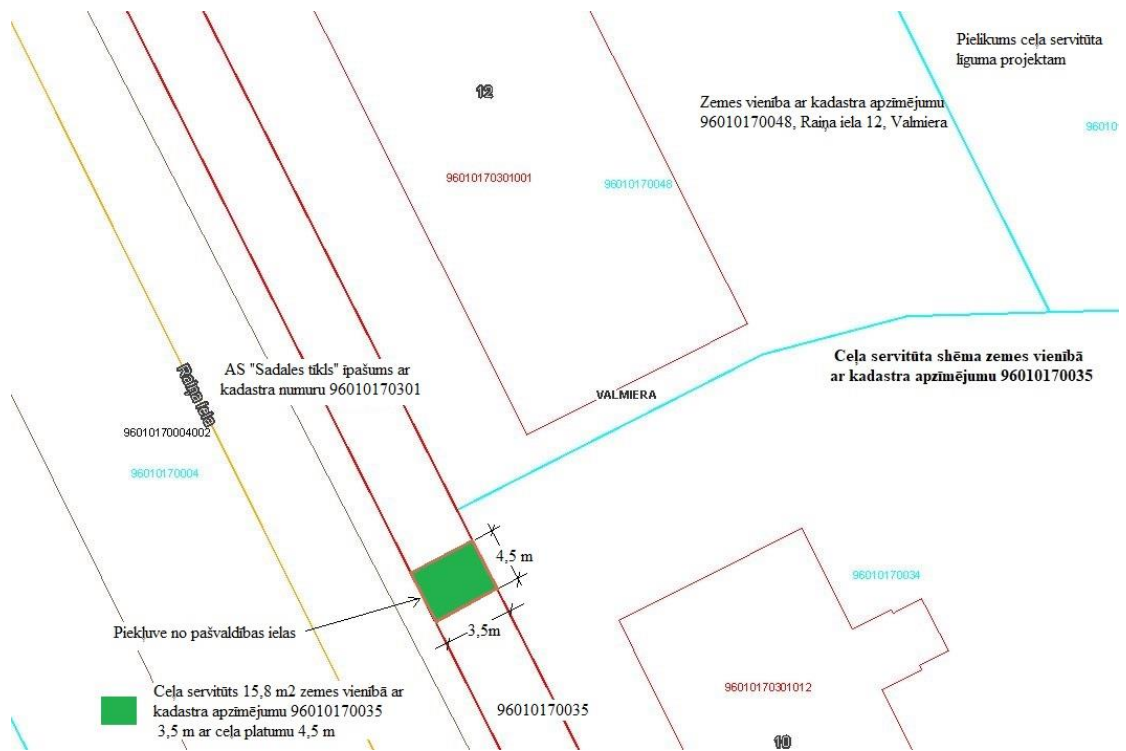 Pielikums ceļa servitūta
līguma projektam
12
Zemes vienība ar kadastra apzīmējumu
96010170048, Raiņa iela 12, Valmiera
96010
96010170301001
96010170048
Ceļa servitūta shēma zemes vienībā
ar kadastra apzīmējumu 96010170035
AS "Sadales tīkls" īpašums ar
kadastra numuru 96010170301
VALMIERA
Raiņa iela
96010170004002
96010170004
4,5 m
96010170034
Piekļuve no pašvaldības ielas
3,5m
96010170301012
Ceļa servitūts 15,8 m2 zemes vienībā ar
kadastra apzīmējumu 96010170035
3,5 m ar ceļa platumu 4,5 m
96010170035
10